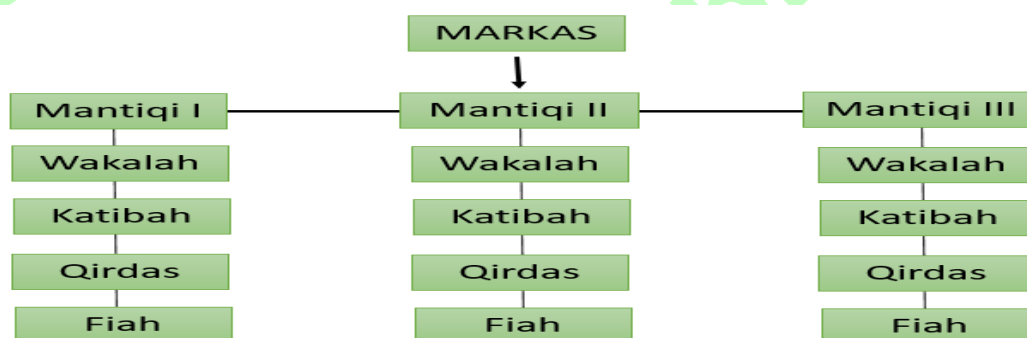 MARKAS
Mantiqi I Mantiqi II Mantiqi III
Wakalah Wakalah Wakalah
Katibah Katibah Katibah
Qirdas Qirdas Qirdas
Fiah Fiah Fiah